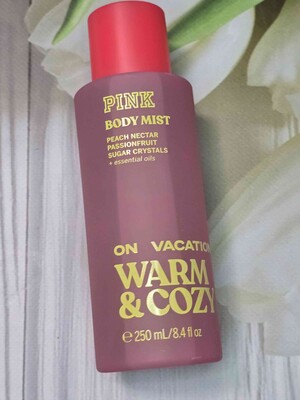 PINK
BODY MIST
PEACH NECTAR
PASSIONFRUIT
SUGAR CRYSTALS
+ essential oils
ON VACATION
WARM
& COZY
℮ 250 mL/8.4 fl oz